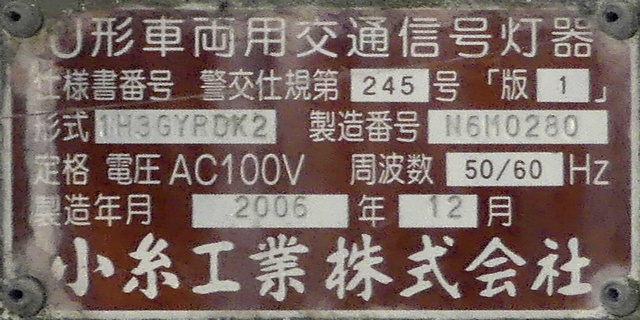 U形車両用交通信号灯器
仕様書番号 警交仕規第 245 号 「版 1 」
形式 1H3GYRDK2 製造番号 N6M0280
定格 電圧 AC100V 周波数 50/60 Hz
製造年月 2006 年 12 月
小糸工業株式会社